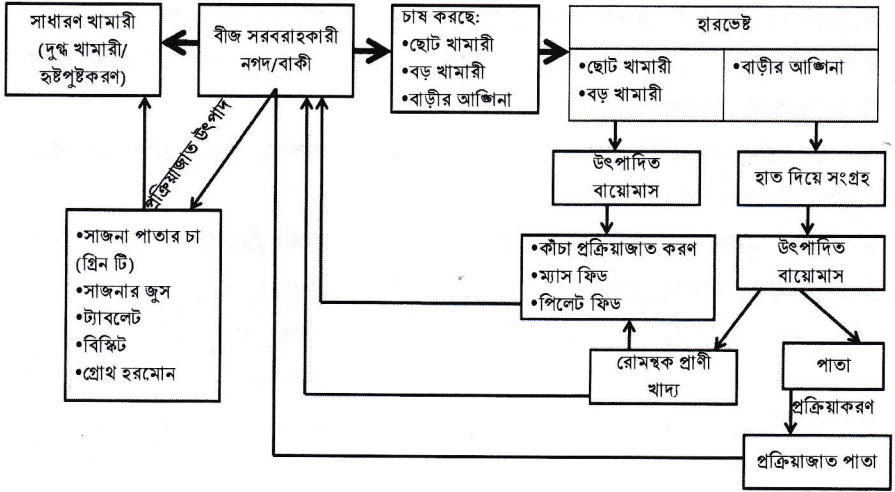 সাধারণ খামারী
(দুগ্ধ খামারী/
হৃষ্টপুষ্টকরণ)
বীজ সরবরাহকারী
নগদ/বাকী
চাষ করছে:
•ছোট খামারী
•বড় খামারী
•বাড়ীর আঙ্গিনা
হারভেষ্ট
•ছোট খামারী
•বড় খামারী
•বাড়ীর আঙ্গিনা
প্রক্রিয়াজাত উৎপাদ
উৎপাদিত
বায়োমাস
হাত দিয়ে সংগ্রহ
•সাজনা পাতার চা
(গ্রিন টি)
•সাজনার জুস
•ট্যাবলেট
•বিস্কিট
•গ্রোথ হরমোন
•কাঁচা প্রক্রিয়াজাত করণ
•ম্যাস ফিড
•পিলেট ফিড
উৎপাদিত
বায়োমাস
রোমন্থক প্রাণী
খাদ্য
পাতা
প্রক্রিয়াকরণ
প্রক্রিয়াজাত পাতা